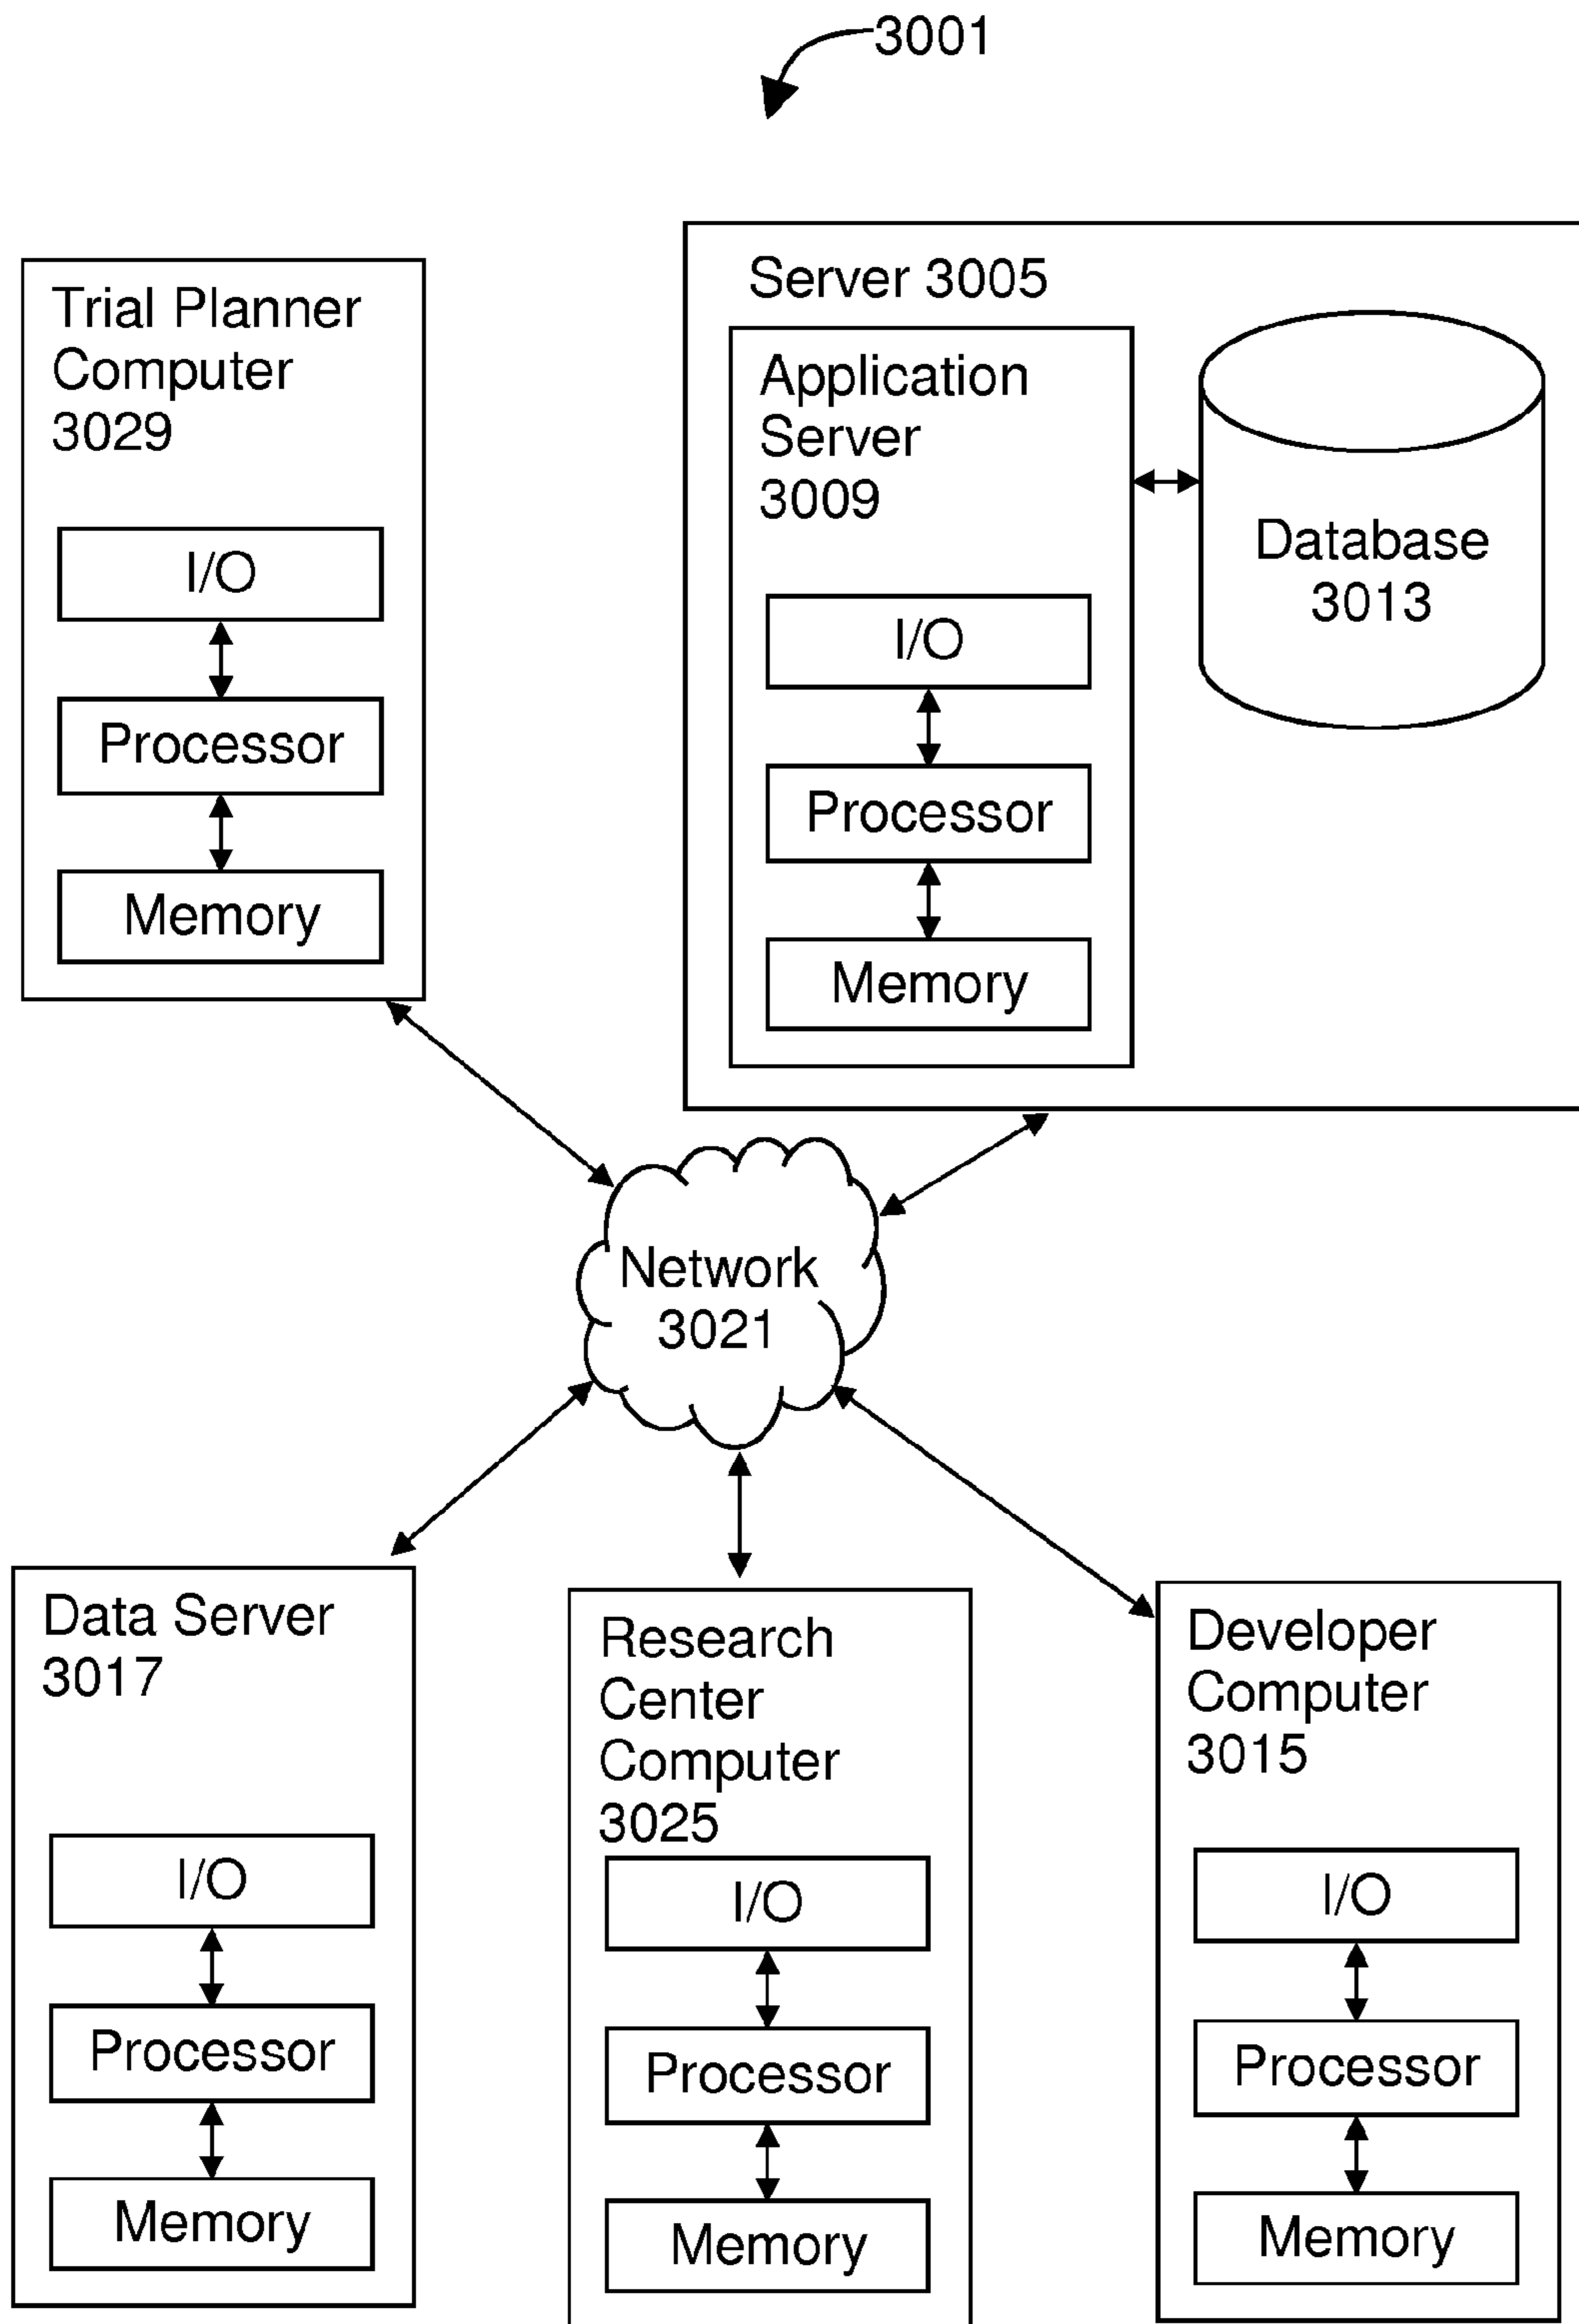 3001
Trial Planner
Computer
3029
I/O
Processor
Memory
Server 3005
Application
Server
3009
I/O
Processor
Memory
Database
3013
Network
3021
Data Server
3017
I/O
Processor
Memory
Research
Center
Computer
3025
I/O
Processor
Memory
Developer
Computer
3015
I/O
Processor
Memory